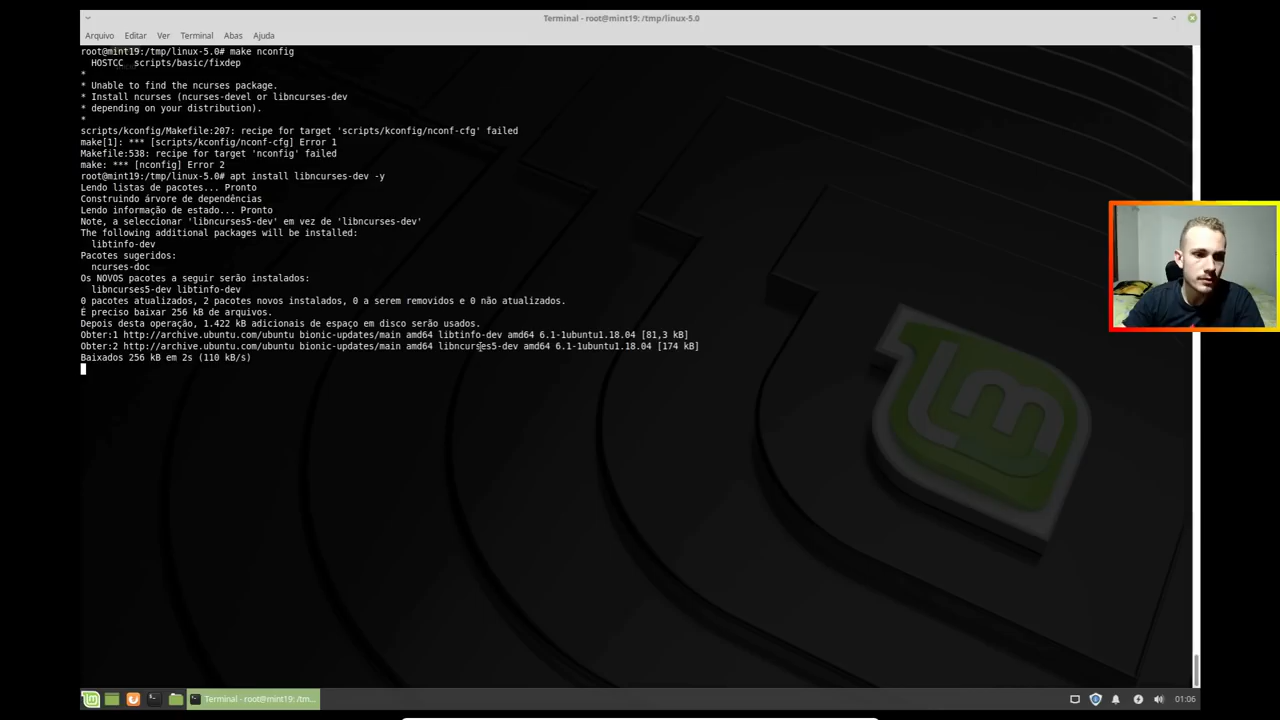 Terminal - root@mint19: /tmp/linux-5.0
Arquivo Editar Ver Terminal Abas Ajuda
root@mint19:/tmp/linux-5.0# make nconfig
HOSTCC scripts/basic/fixdep
*
* Unable to find the ncurses package.
* Install ncurses (ncurses-devel or libncurses-dev
* depending on your distribution).
*
scripts/kconfig/Makefile:207: recipe for target 'scripts/kconfig/nconf-cfg' failed
make[1]: *** [scripts/kconfig/nconf-cfg] Error 1
Makefile:538: recipe for target 'nconfig' failed
make: *** [nconfig] Error 2
root@mint19:/tmp/linux-5.0# apt install libncurses-dev -y
Lendo listas de pacotes... Pronto
Construindo árvore de dependências
Lendo informação de estado... Pronto
Note, a seleccionar 'libncurses5-dev' em vez de 'libncurses-dev'
The following additional packages will be installed:
libtinfo-dev
Pacotes sugeridos:
ncurses-doc
Os NOVOS pacotes a seguir serão instalados:
libncurses5-dev libtinfo-dev
0 pacotes atualizados, 2 pacotes novos instalados, 0 a serem removidos e 0 não atualizados.
É preciso baixar 256 kB de arquivos.
Depois desta operação, 1.422 kB adicionais de espaço em disco serão usados.
Obter:1 http://archive.ubuntu.com/ubuntu bionic-updates/main amd64 libtinfo-dev amd64 6.1-1ubuntu1.18.04 [81,3 kB]
Obter:2 http://archive.ubuntu.com/ubuntu bionic-updates/main amd64 libncurses5-dev amd64 6.1-1ubuntu1.18.04 [174 kB]
Baixados 256 kB em 2s (110 kB/s)
Terminal - root@mint19: /tm...
01:06